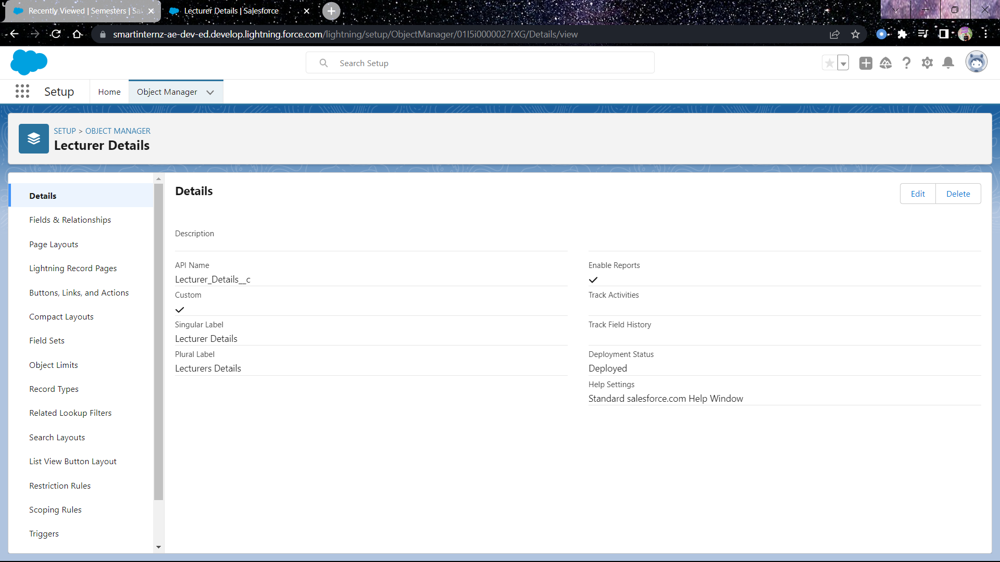 Recently Viewed | Semesters | Sa
Lecturer Details | Salesforce
smartinternz-ae-dev-ed.develop.lightning.force.com/lightning/setup/ObjectManager/01I5i0000027rXG/Details/view
Search Setup
Setup
Home
Object Manager
SETUP > OBJECT MANAGER
Lecturer Details
Details
Fields & Relationships
Page Layouts
Lightning Record Pages
Buttons, Links, and Actions
Compact Layouts
Field Sets
Object Limits
Record Types
Related Lookup Filters
Search Layouts
List View Button Layout
Restriction Rules
Scoping Rules
Triggers
Details
Edit
Delete
Description
API Name
Lecturer_Details__c
Custom
Singular Label
Lecturer Details
Plural Label
Lecturers Details
Enable Reports
Track Activities
Track Field History
Deployment Status
Deployed
Help Settings
Standard salesforce.com Help Window